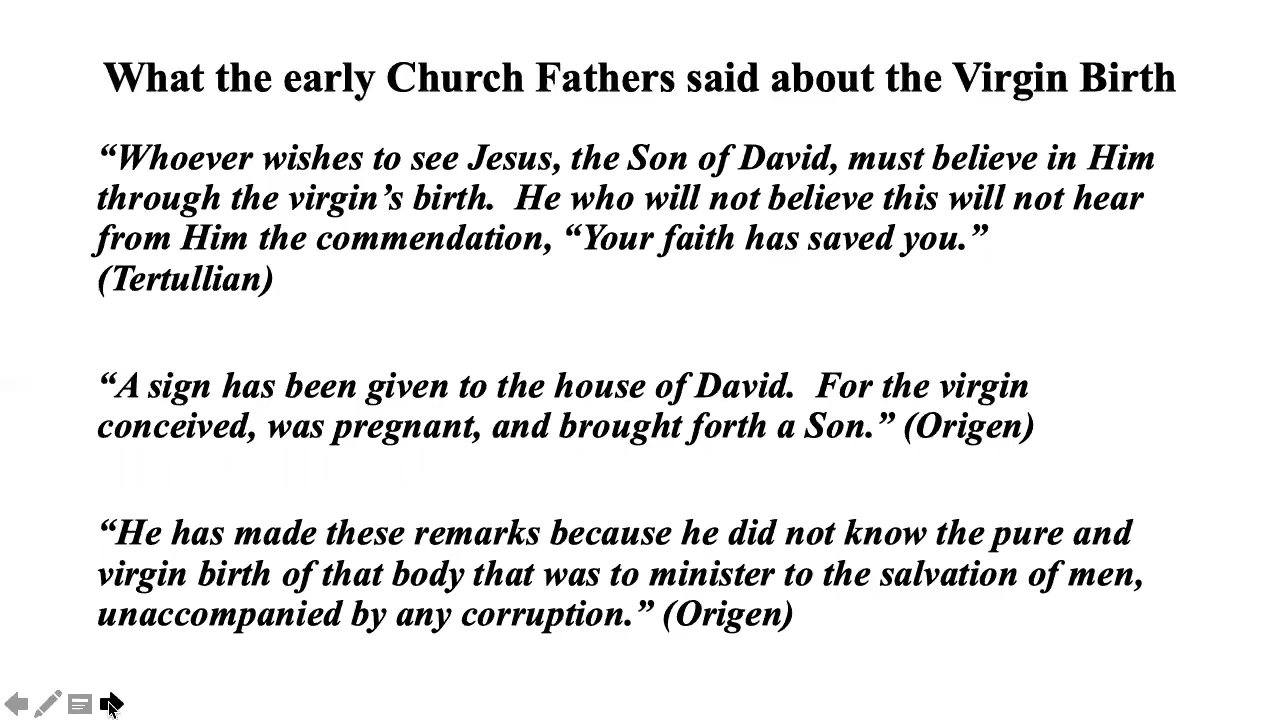 What the early Church Fathers said about the Virgin Birth
“Whoever wishes to see Jesus, the Son of David, must believe in Him
through the virgin’s birth.  He who will not believe this will not hear
from Him the commendation, “Your faith has saved you.”
(Tertullian)
“A sign has been given to the house of David.  For the virgin
conceived, was pregnant, and brought forth a Son.” (Origen)
“He has made these remarks because he did not know the pure and
virgin birth of that body that was to minister to the salvation of men,
unaccompanied by any corruption.” (Origen)